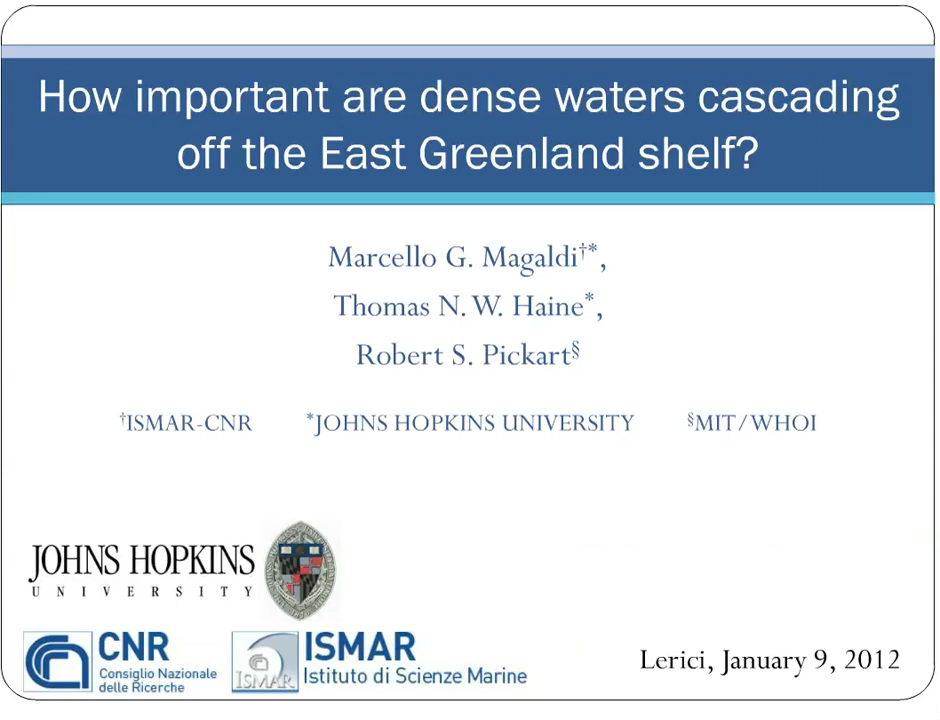 How important are dense waters cascading
off the East Greenland shelf?
Marcello G. Magaldi†*,
Thomas N. W. Haine*,
Robert S. Pickart§
†ISMAR-CNR *JOHNS HOPKINS UNIVERSITY §MIT/WHOI
JOHNS HOPKINS
UNIVERSITY
CNR
Consiglio Nazionale
delle Ricerche
ISMAR
ISMAR
Istituto di Scienze Marine
Lerici, January 9, 2012